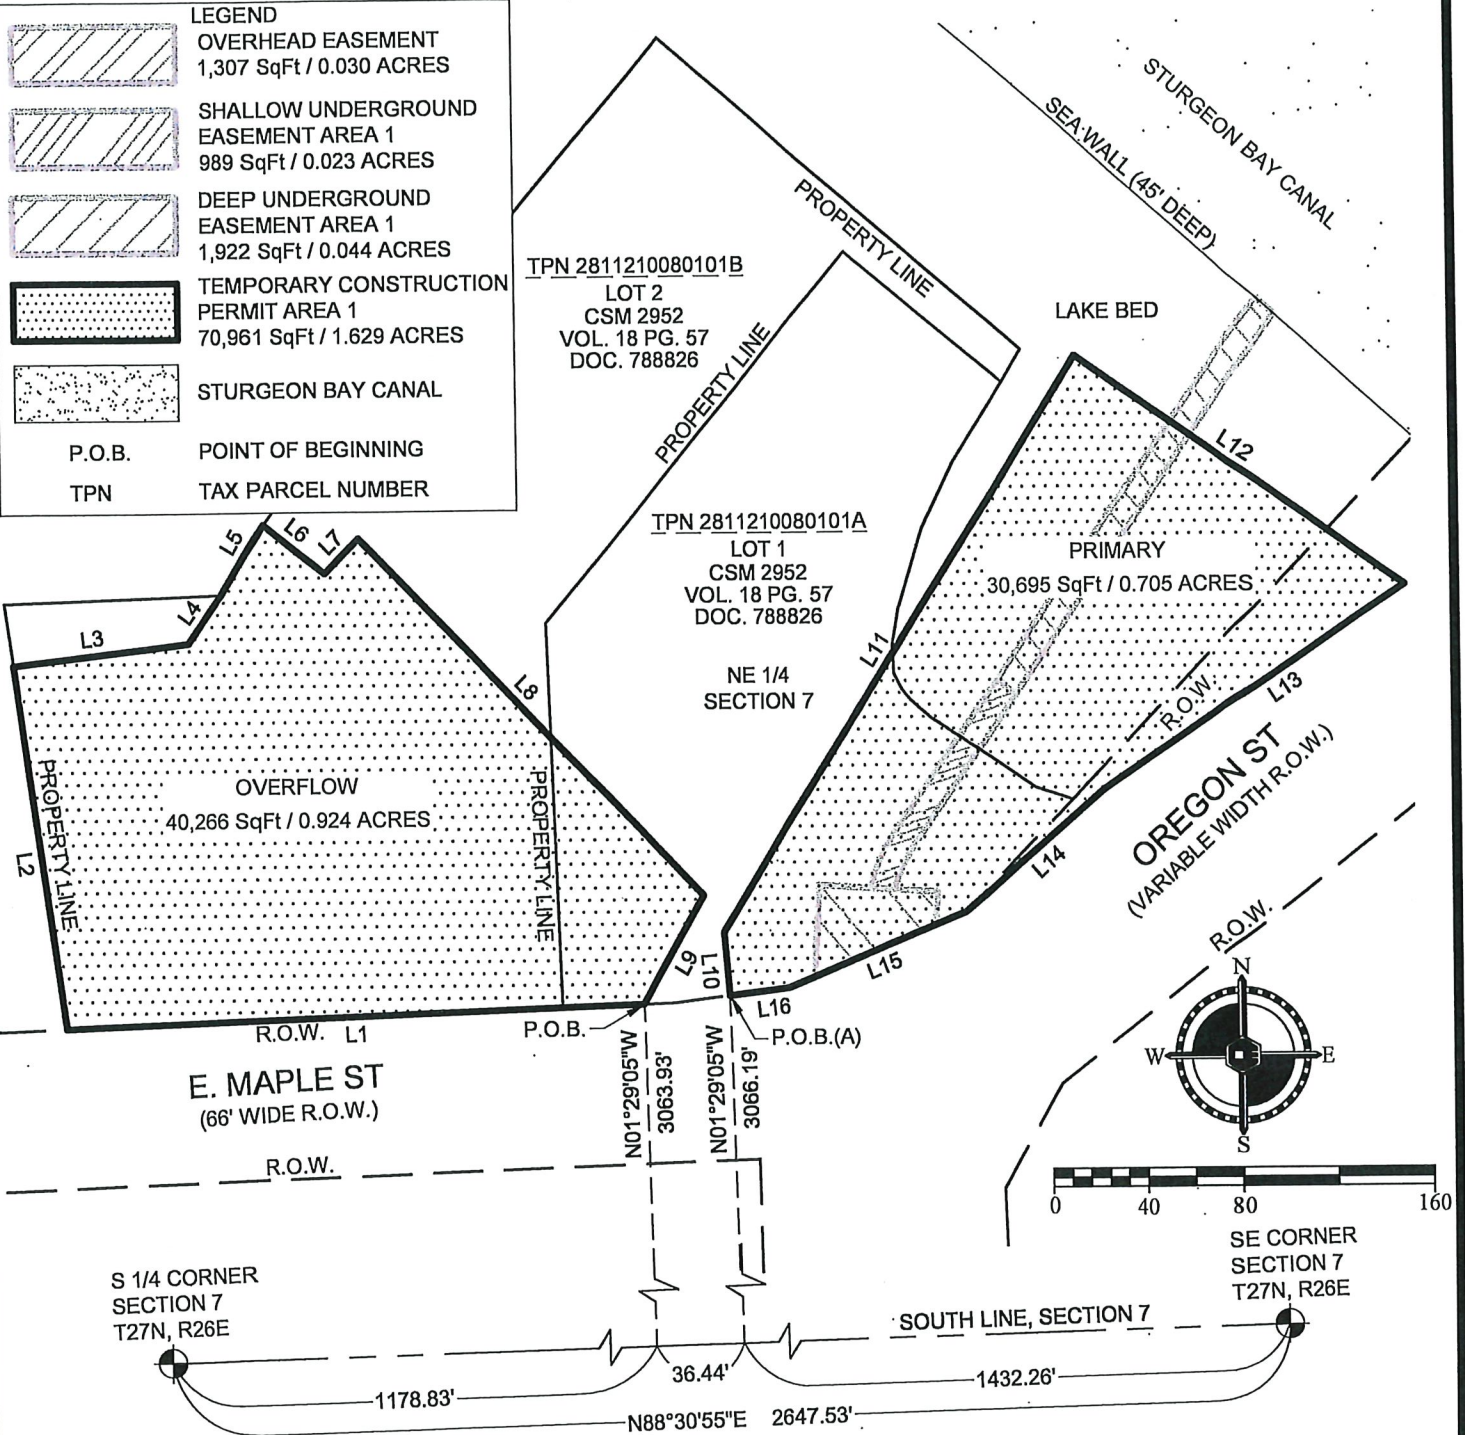 LEGEND
OVERHEAD EASEMENT
1,307 SqFt / 0.030 ACRES
SHALLOW UNDERGROUND
EASEMENT AREA 1
989 SqFt / 0.023 ACRES
DEEP UNDERGROUND
EASEMENT AREA 1
1,922 SqFt / 0.044 ACRES
TEMPORARY CONSTRUCTION
PERMIT AREA 1
70,961 SqFt / 1.629 ACRES
STURGEON BAY CANAL
P.O.B. POINT OF BEGINNING
TPN TAX PARCEL NUMBER
STURGEON BAY CANAL
SEA WALL (45' DEEP)
PROPERTY LINE
TPN 2811210080101B
LOT 2
CSM 2952
VOL. 18 PG. 57
DOC. 788826
PROPERTY LINE
LAKE BED
L12
TPN 2811210080101A
LOT 1
CSM 2952
VOL. 18 PG. 57
DOC. 788826
NE 1/4
SECTION 7
PRIMARY
30,695 SqFt / 0.705 ACRES
L5
L6
L7
L4
L3
L8
L11
R.O.W.
L13
OVERFLOW
40,266 SqFt / 0.924 ACRES
PROPERTY LINE
L2
PROPERTY LINE
OREGON ST
(VARIABLE WIDTH R.O.W.)
L14
R.O.W.
L9
L10
L15
L16
R.O.W. L1
P.O.B.
P.O.B.(A)
E. MAPLE ST
(66' WIDE R.O.W.)
N01°29'05"W
3063.93'
N01°29'05"W
3066.19'
R.O.W.
N
W
E
S
0 40 80 160
S 1/4 CORNER
SECTION 7
T27N, R26E
SE CORNER
SECTION 7
T27N, R26E
SOUTH LINE, SECTION 7
1178.83'
36.44'
1432.26'
N88°30'55"E 2647.53'